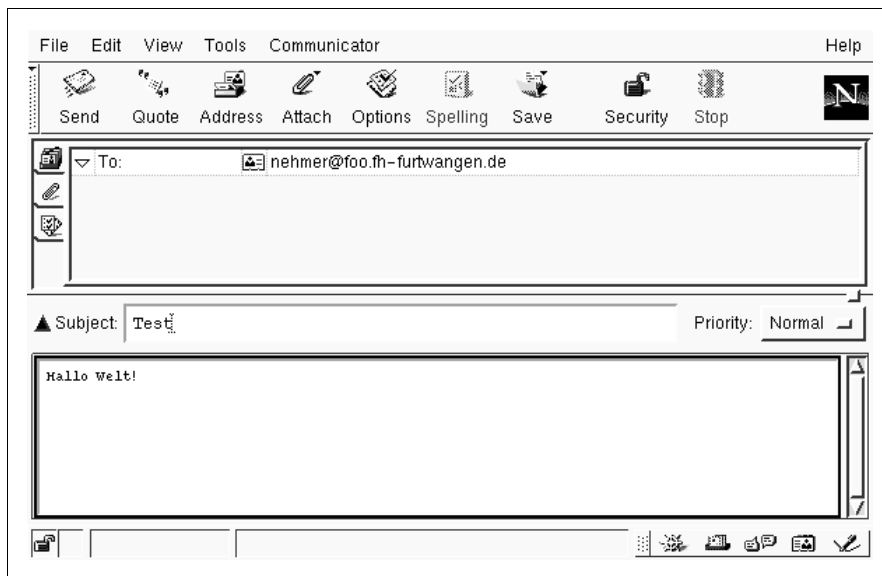 File Edit View Tools Communicator Help
Send Quote Address Attach Options Spelling Save Security Stop N
To: nehmer@foo.fh-furtwangen.de
Subject: Test Priority: Normal
Hallo Welt!